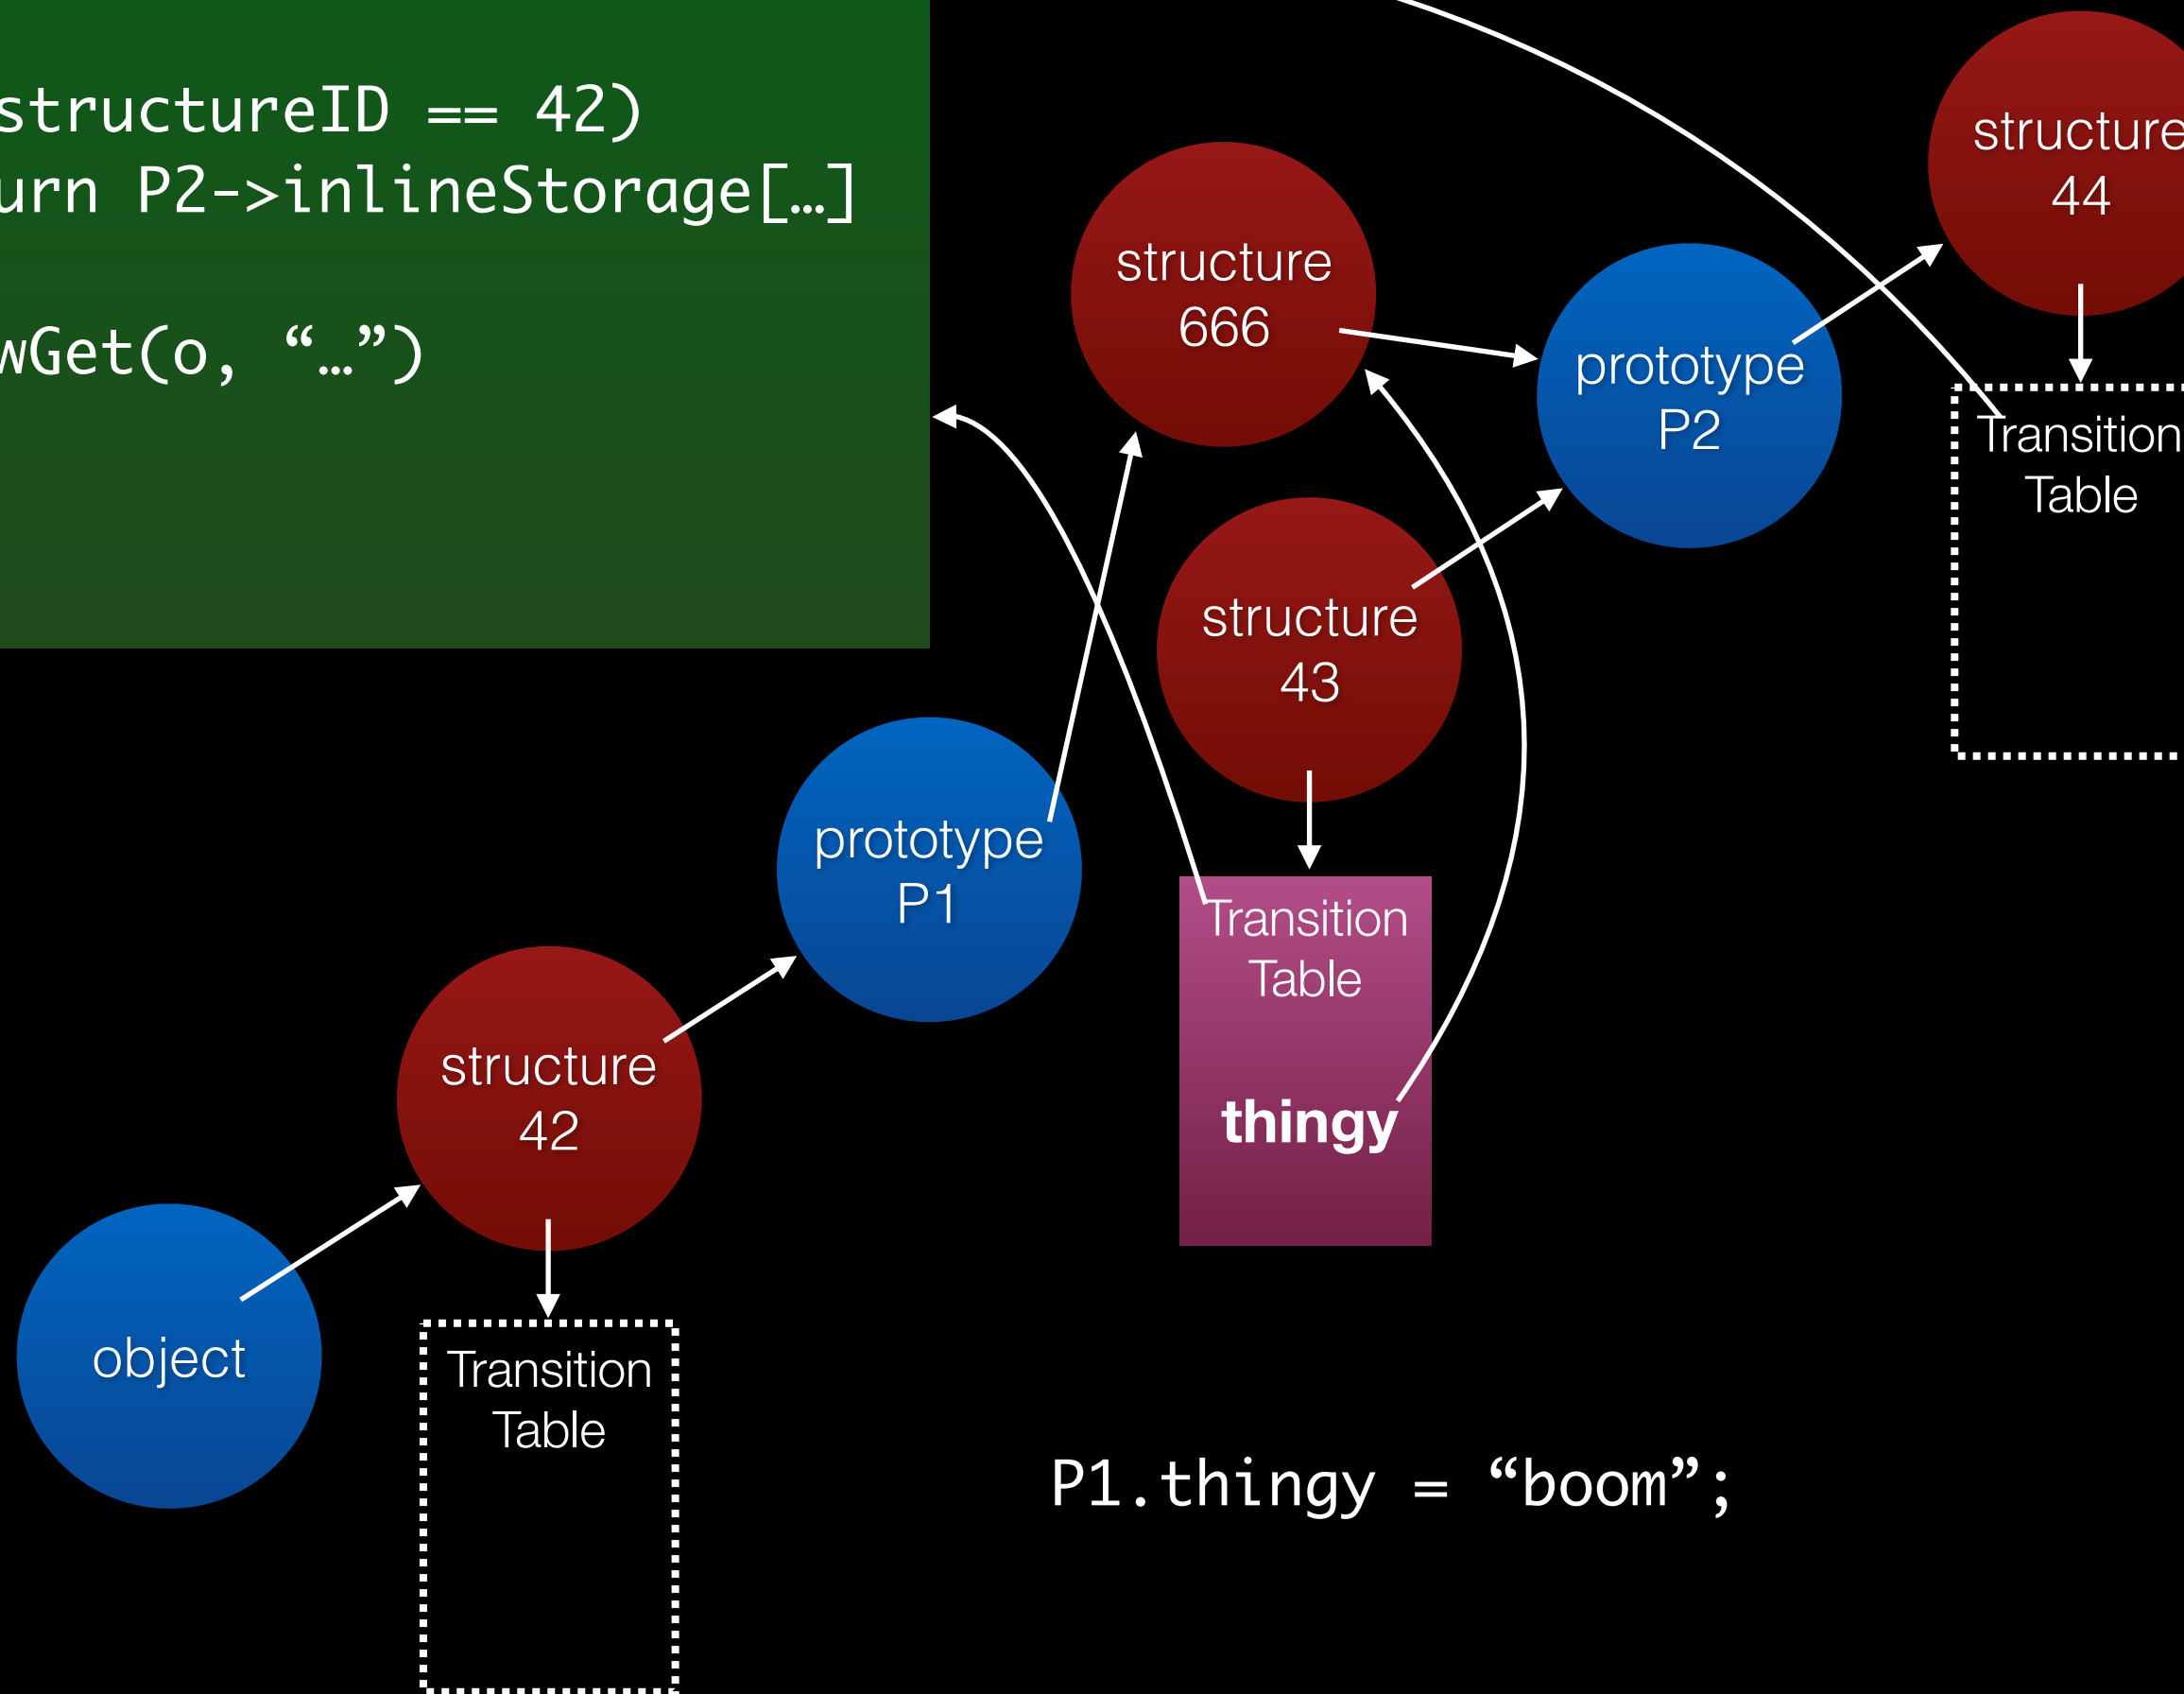 structureID == 42)
urn P2->inlineStorage[…]
wGet(o, “…”)
structure
44
structure
666
prototype
P2
Transition
Table
structure
43
prototype
P1
Transition
Table
thingy
structure
42
object
Transition
Table
P1.thingy = “boom”;